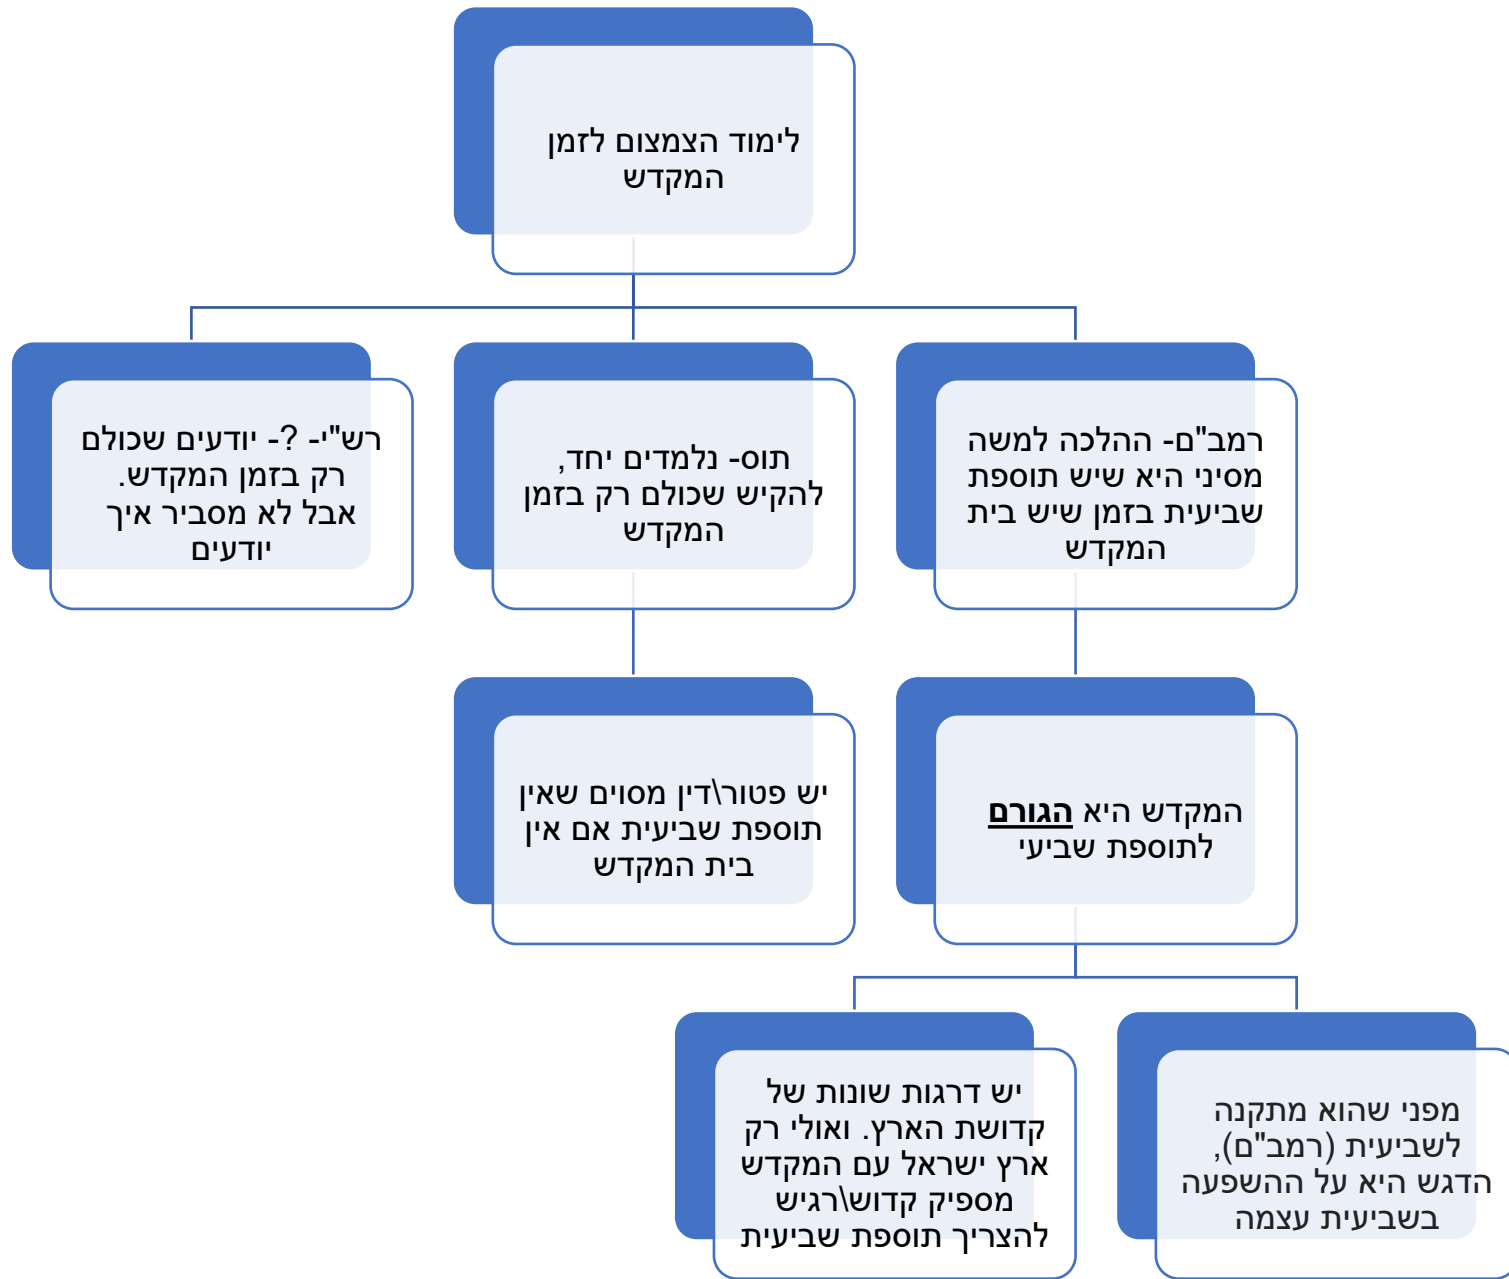 לימוד הצמצום לזמן
המקדש
רמב"ם- ההלכה למשה
מסיני היא שיש תוספת
שביעית בזמן שיש בית
המקדש
תוס- נלמדים יחד,
להקיש שכולם רק בזמן
המקדש
רש"י- ?- יודעים שכולם
רק בזמן המקדש.
אבל לא מסביר איך
יודעים
המקדש היא הגורם
לתוספת שביעי
יש פטור\דין מסוים שאין
תוספת שביעית אם אין
בית המקדש
מפני שהוא מתקנה
לשביעית (רמב"ם),
הדגש היא על ההשפעה
בשביעית עצמה
יש דרגות שונות של
קדושת הארץ. ואולי רק
ארץ ישראל עם המקדש
מספיק קדוש\רגיש
להצריך תוספת שביעית